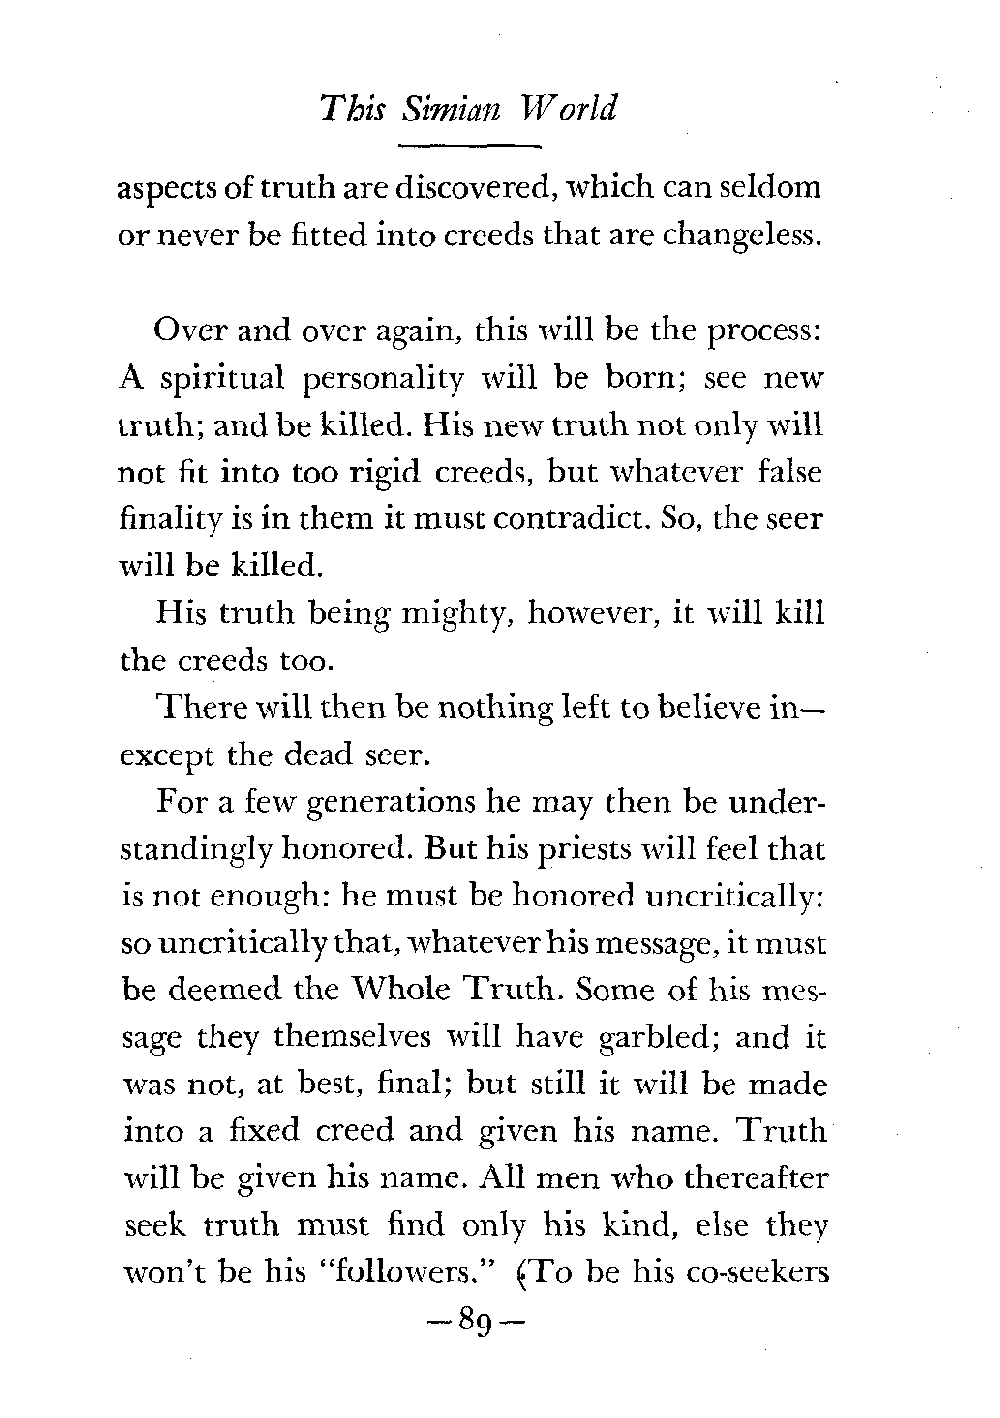 This Simian World
aspects of truth are discovered, which can seldom
or never be fitted into creeds that are changeless.
Over and over again, this will be the process:
A spiritual personality will be born; see new
truth; and be killed. His new truth not only will
not fit into too rigid creeds, but whatever false
finality is in them it must contradict. So, the seer
will be killed.
His truth being mighty, however, it will kill
the creeds too.
There will then be nothing left to believe in—
except the dead seer.
For a few generations he may then be under-
standingly honored. But his priests will feel that
is not enough: he must be honored uncritically:
so uncritically that, whatever his message, it must
be deemed the Whole Truth. Some of his mes-
sage they themselves will have garbled; and it
was not, at best, final; but still it will be made
into a fixed creed and given his name. Truth
will be given his name. All men who thereafter
seek truth must find only his kind, else they
won't be his "followers." (To be his co-seekers
—89—